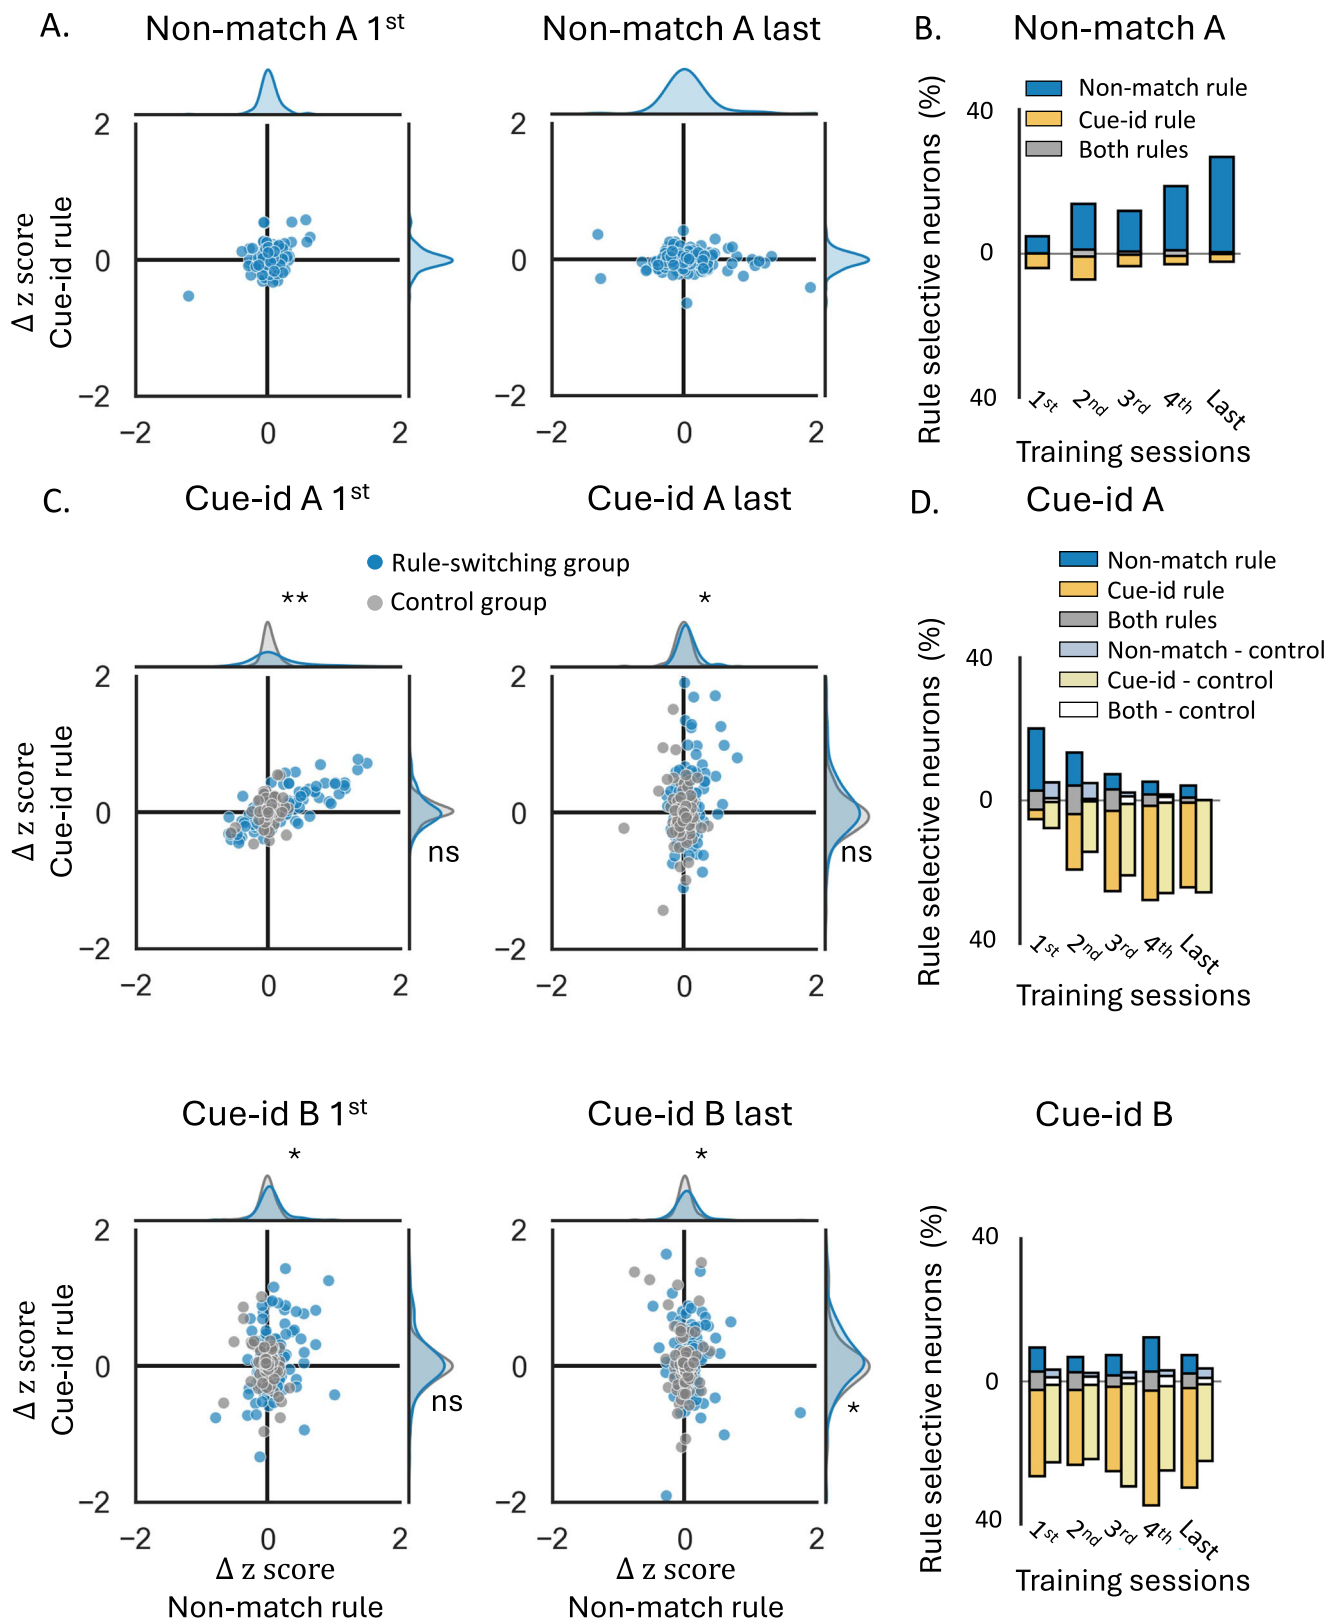 A.
Non-match A 1st
Non-match A last
B.
Non-match A
2
0
−2
−2
0
2
Δ z score
Cue-id rule
2
0
−2
−2
0
2
Non-match rule
Cue-id rule
Both rules
Rule selective neurons (%)
40
0
40
1st
2nd
3rd
4th
Last
Training sessions
C.
Cue-id A 1st
Cue-id A last
D.
Cue-id A
Rule-switching group
Control group
**
*
2
0
−2
−2
0
2
Δ z score
Cue-id rule
ns
2
0
−2
−2
0
2
ns
Non-match rule
Cue-id rule
Both rules
Non-match - control
Cue-id - control
Both - control
Rule selective neurons (%)
40
0
40
1st
2nd
3rd
4th
Last
Training sessions
Cue-id B 1st
Cue-id B last
Cue-id B
*
*
2
0
−2
−2
0
2
Δ z score
Cue-id rule
ns
Δ z score
Non-match rule
2
0
−2
−2
0
2
*
Δ z score
Non-match rule
Rule selective neurons (%)
40
0
40
1st
2nd
3rd
4th
Last
Training sessions